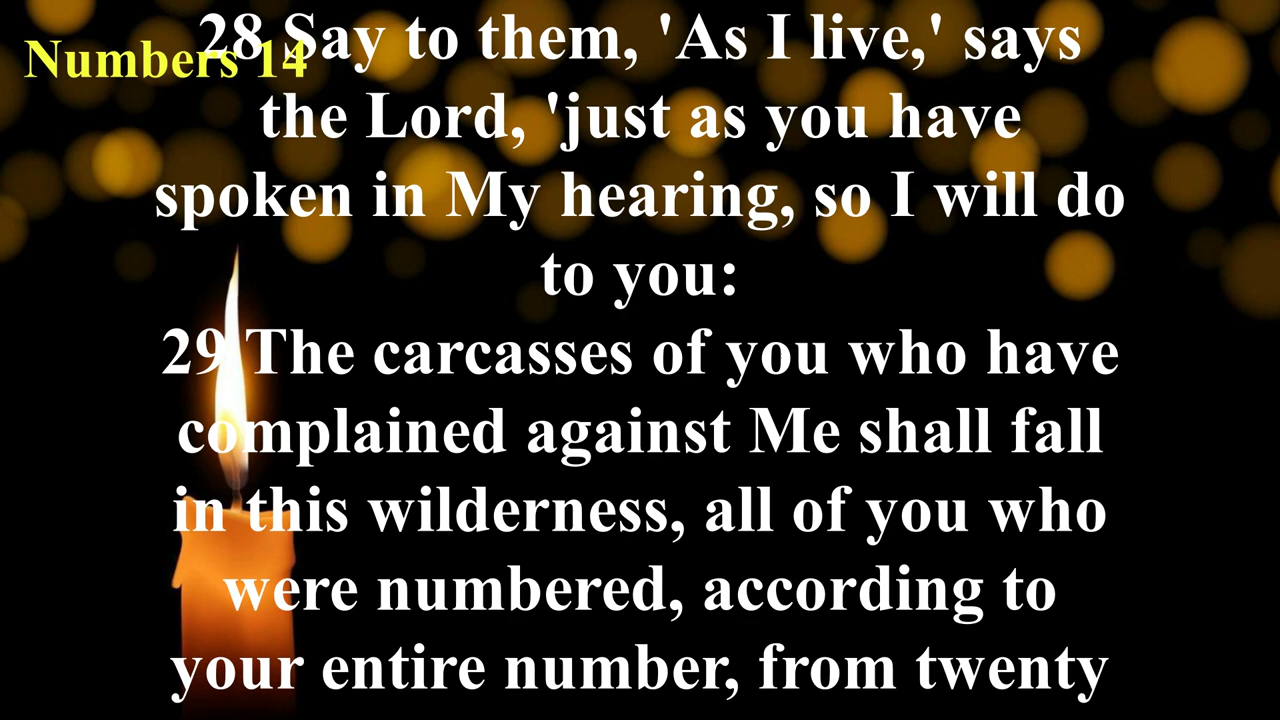 Numbers 14
28 Say to them, 'As I live,' says
the Lord, 'just as you have
spoken in My hearing, so I will do
to you:
29 The carcasses of you who have
complained against Me shall fall
in this wilderness, all of you who
were numbered, according to
your entire number, from twenty